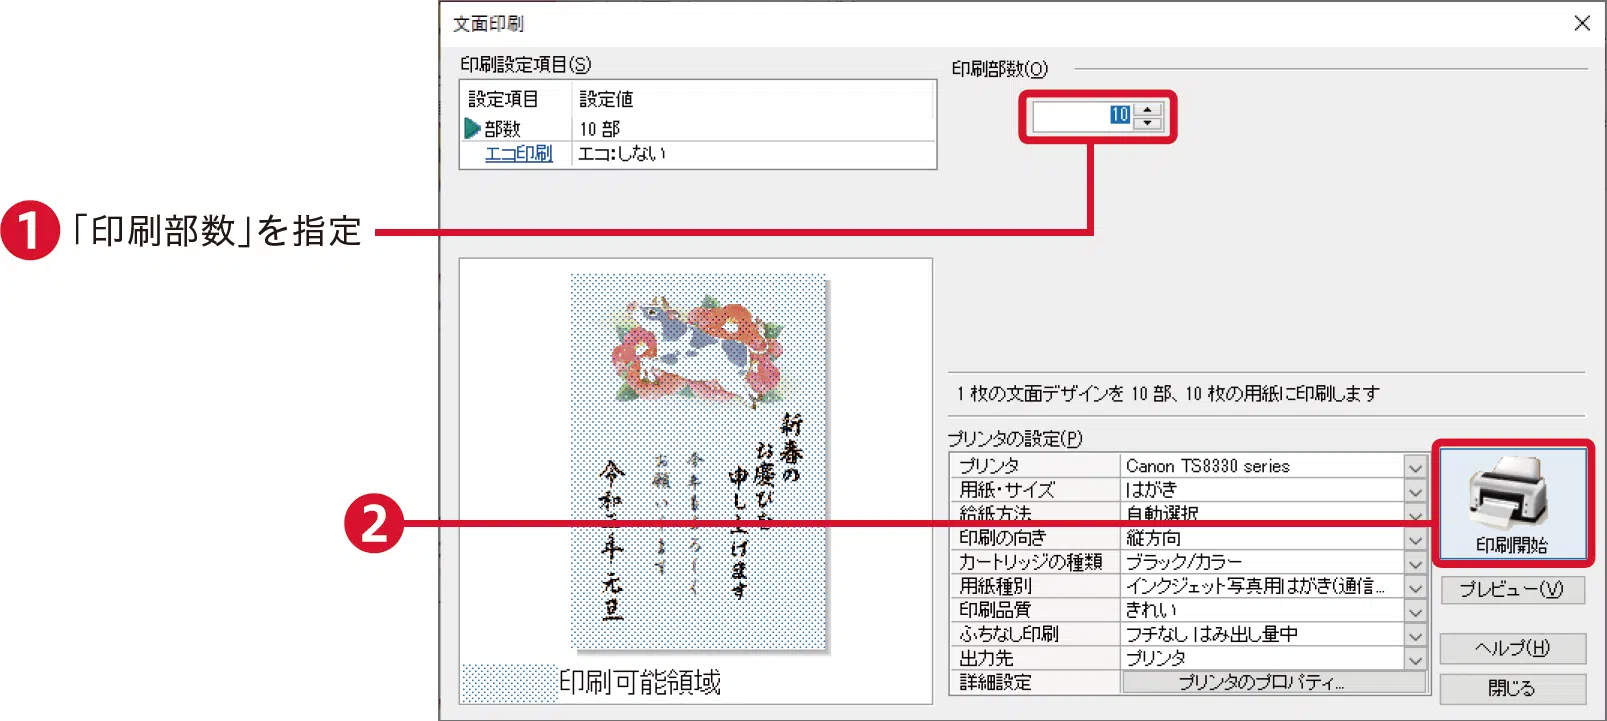 文面印刷
印刷設定項目(S)
設定項目 設定値
部数 10 部
エコ印刷 エコ:しない
印刷部数(O)
10
1 「印刷部数」を指定
新春の
お慶びを
申し上げます
今年もよろしく
お願いします
令和三年 元旦
印刷可能領域
1 枚の文面デザインを 10 部、10 枚の用紙に印刷します
プリンタの設定(P)
プリンタ Canon TS8330 series
用紙・サイズ はがき
給紙方法 自動選択
印刷の向き 縦方向
カートリッジの種類 ブラック/カラー
用紙種別 インクジェット写真用はがき(通信...
印刷品質 きれい
ふちなし印刷 フチなし はみ出し量中
出力先 プリンタ
詳細設定 プリンタのプロパティ...
2
印刷開始
プレビュー(V)
ヘルプ(H)
閉じる